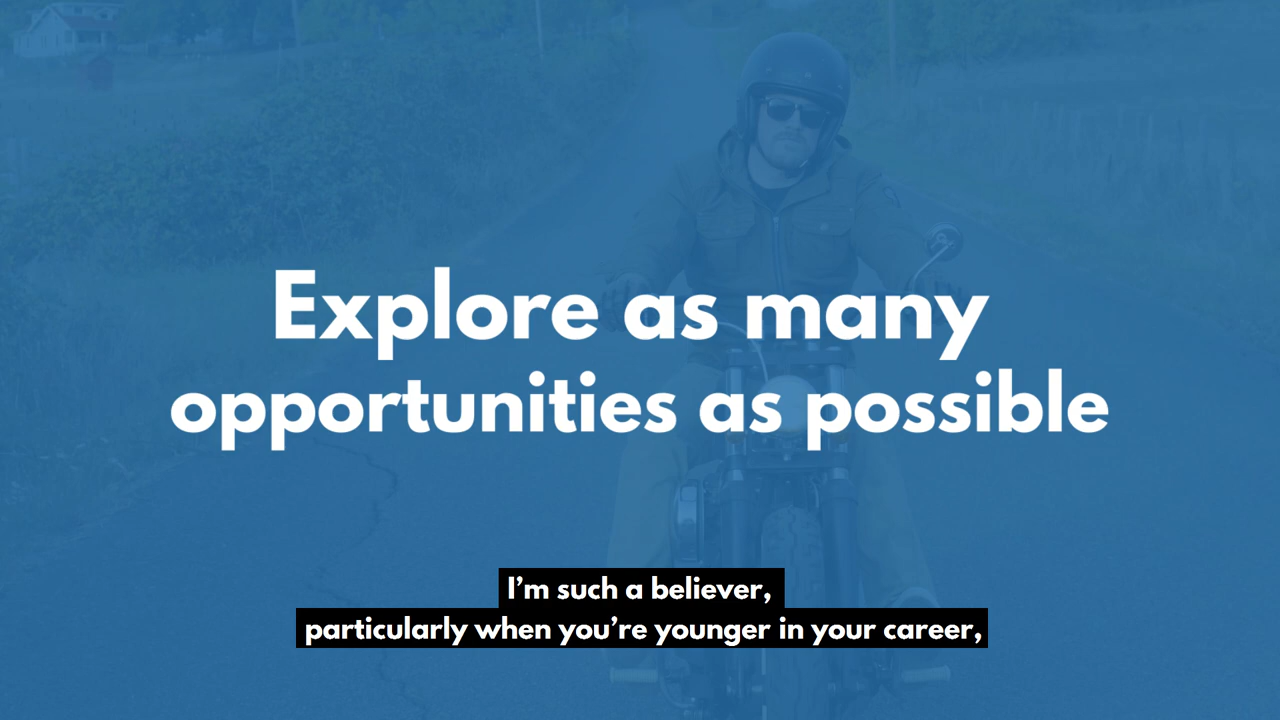 Explore as many
opportunities as possible
I'm such a believer,
particularly when you're younger in your career,